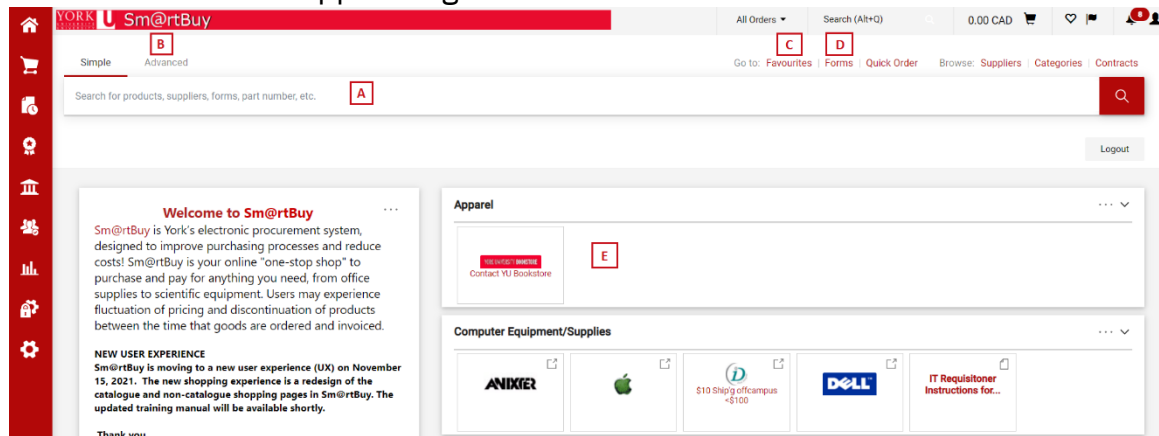 YORK U Sm@rtBuy
All Orders
Search (Alt+Q)
0.00 CAD
B
C
D
Simple
Advanced
Go to: Favourites | Forms | Quick Order
Browse: Suppliers | Categories | Contracts
Search for products, suppliers, forms, part number, etc.
A
Logout
Welcome to Sm@rtBuy
Sm@rtBuy is York's electronic procurement system,
designed to improve purchasing processes and reduce
costs! Sm@rtBuy is your online "one-stop shop" to
purchase and pay for anything you need, from office
supplies to scientific equipment. Users may experience
fluctuation of pricing and discontinuation of products
between the time that goods are ordered and invoiced.
NEW USER EXPERIENCE
Sm@rtBuy is moving to a new user experience (UX) on November
15, 2021. The new shopping experience is a redesign of the
catalogue and non-catalogue shopping pages in Sm@rtBuy. The
updated training manual will be available shortly.
Thank you
Apparel
YORK UNIVERSITY BOOKSTORE
Contact YU Bookstore
E
Computer Equipment/Supplies
ANIXTER
$10 Ship'g offcampus
<$100
DELL
IT Requisitoner
Instructions for...